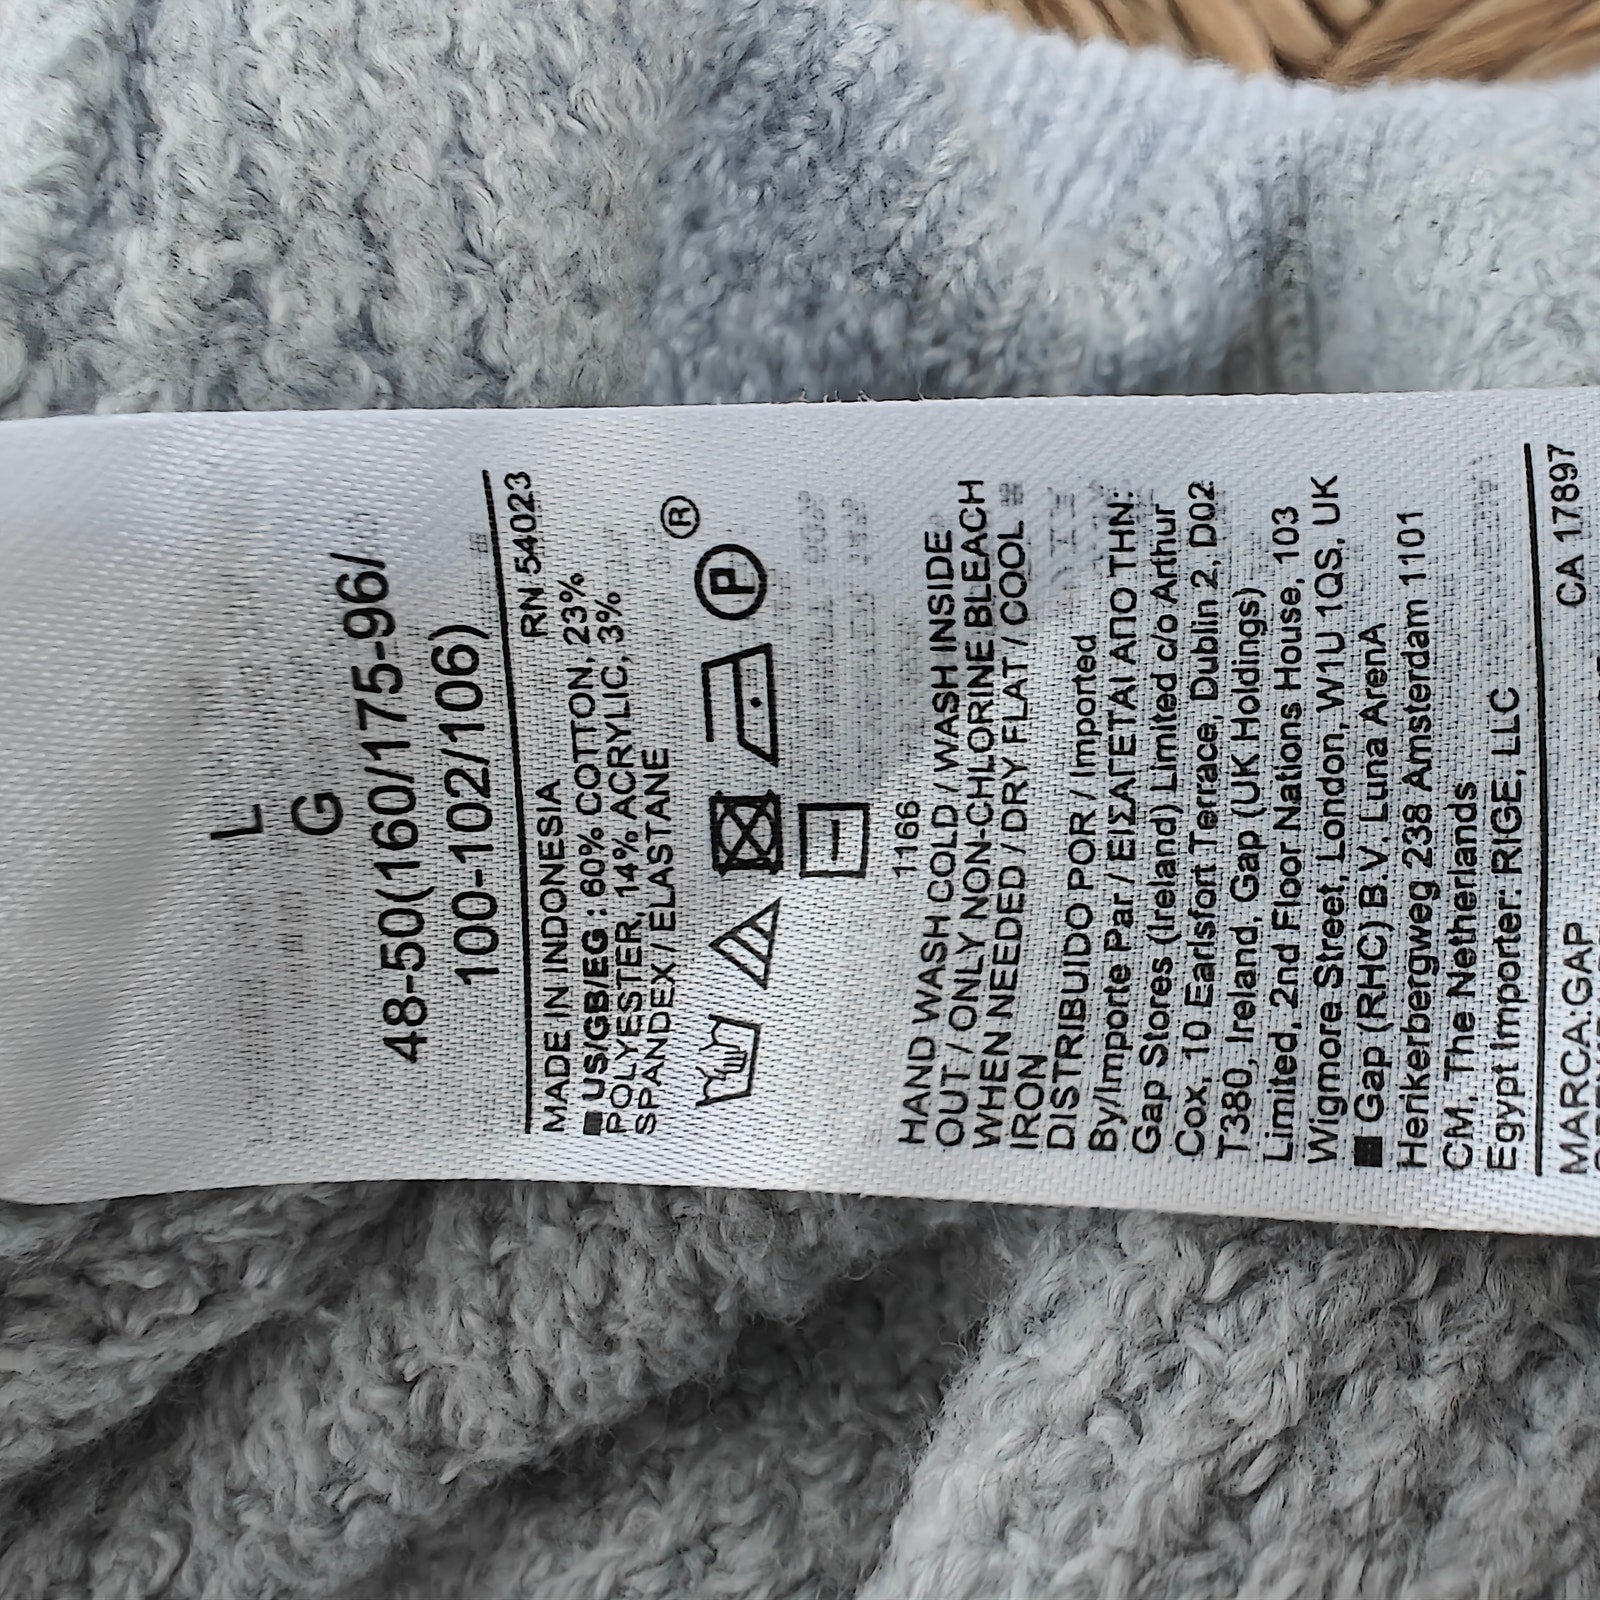 L
G
48-50(160/175-96/
100-102/106)
RN 54023
MADE IN INDONESIA
■ US/GB/EG : 60% COTTON, 23%
POLYESTER, 14% ACRYLIC, 3%
SPANDEX / ELASTANE
®
P
1166
HAND WASH COLD / WASH INSIDE
OUT / ONLY NON-CHLORINE BLEACH
WHEN NEEDED / DRY FLAT / COOL
IRON
DISTRIBUIDO POR / Imported
By/Importe Par / ΕΙΣΑΓΕΤΑΙ ΑΠΟ ΤΗΝ:
Gap Stores (Ireland) Limited c/o Arthur
Cox, 10 Earlsfort Terrace, Dublin 2, D02
T380, Ireland, Gap (UK Holdings)
Limited, 2nd Floor Nations House, 103
Wigmore Street, London, W1U 1QS, UK
■ Gap (RHC) B.V. Luna ArenA
Herikerbergweg 238 Amsterdam 1101
CM, The Netherlands
Egypt Importer: RIGE, LLC
CA 17897
MARCA:GAP